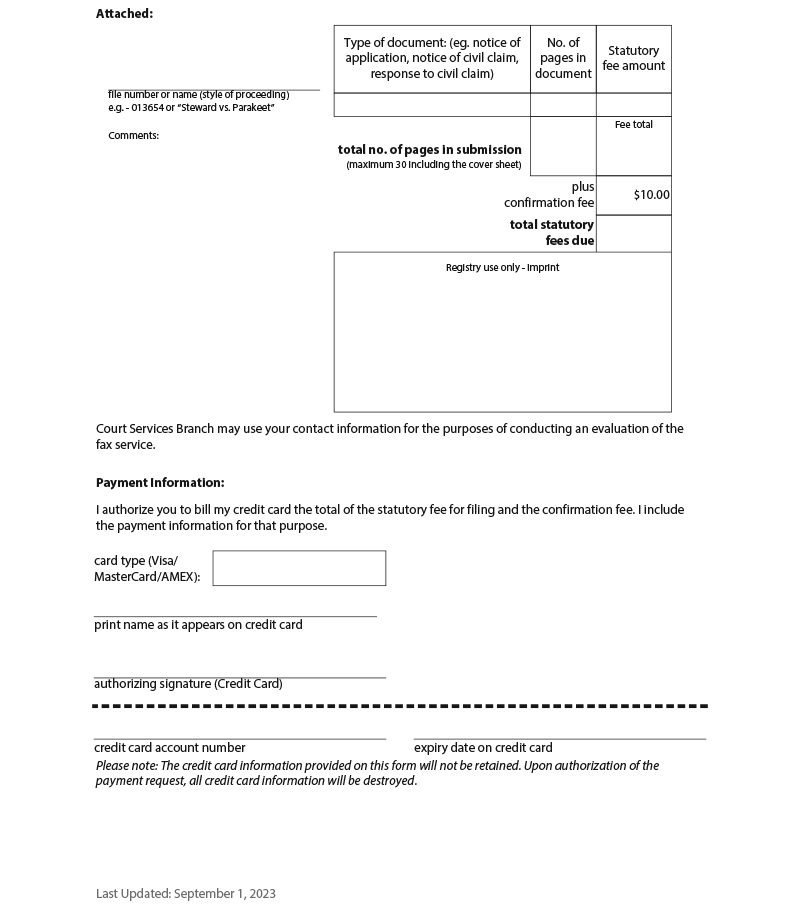 Attached:
Type of document: (eg. notice of
application, notice of civil claim,
response to civil claim)
No. of
pages in
document
Statutory
fee amount
file number or name (style of proceeding)
e.g. - 013654 or “Steward vs. Parakeet”
Comments:
Fee total
total no. of pages in submission
(maximum 30 including the cover sheet)
plus
confirmation fee
$10.00
total statutory
fees due
Registry use only - imprint
Court Services Branch may use your contact information for the purposes of conducting an evaluation of the
fax service.
Payment Information:
I authorize you to bill my credit card the total of the statutory fee for filing and the confirmation fee. I include
the payment information for that purpose.
card type (Visa/
MasterCard/AMEX):
print name as it appears on credit card
authorizing signature (Credit Card)
credit card account number
expiry date on credit card
Please note: The credit card information provided on this form will not be retained. Upon authorization of the
payment request, all credit card information will be destroyed.
Last Updated: September 1, 2023